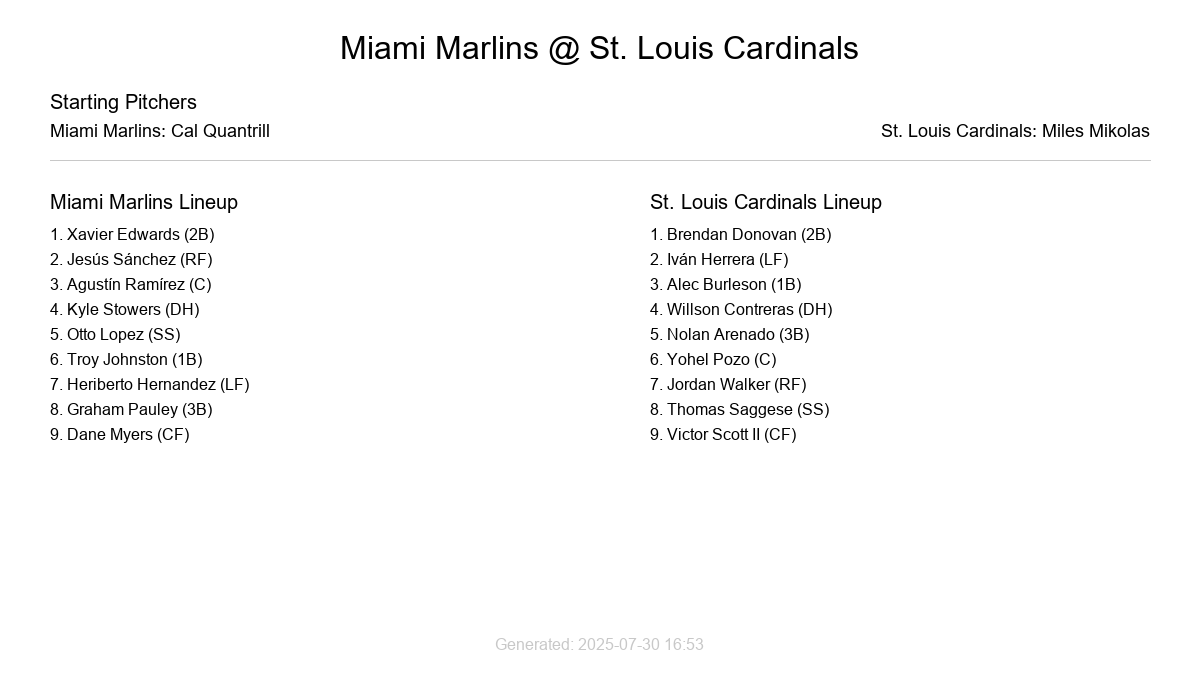 Miami Marlins @ St. Louis Cardinals
Starting Pitchers
Miami Marlins: Cal Quantrill
St. Louis Cardinals: Miles Mikolas
Miami Marlins Lineup
1. Xavier Edwards (2B)
2. Jesús Sánchez (RF)
3. Agustín Ramírez (C)
4. Kyle Stowers (DH)
5. Otto Lopez (SS)
6. Troy Johnston (1B)
7. Heriberto Hernandez (LF)
8. Graham Pauley (3B)
9. Dane Myers (CF)
St. Louis Cardinals Lineup
1. Brendan Donovan (2B)
2. Iván Herrera (LF)
3. Alec Burleson (1B)
4. Willson Contreras (DH)
5. Nolan Arenado (3B)
6. Yohel Pozo (C)
7. Jordan Walker (RF)
8. Thomas Saggese (SS)
9. Victor Scott II (CF)
Generated: 2025-07-30 16:53